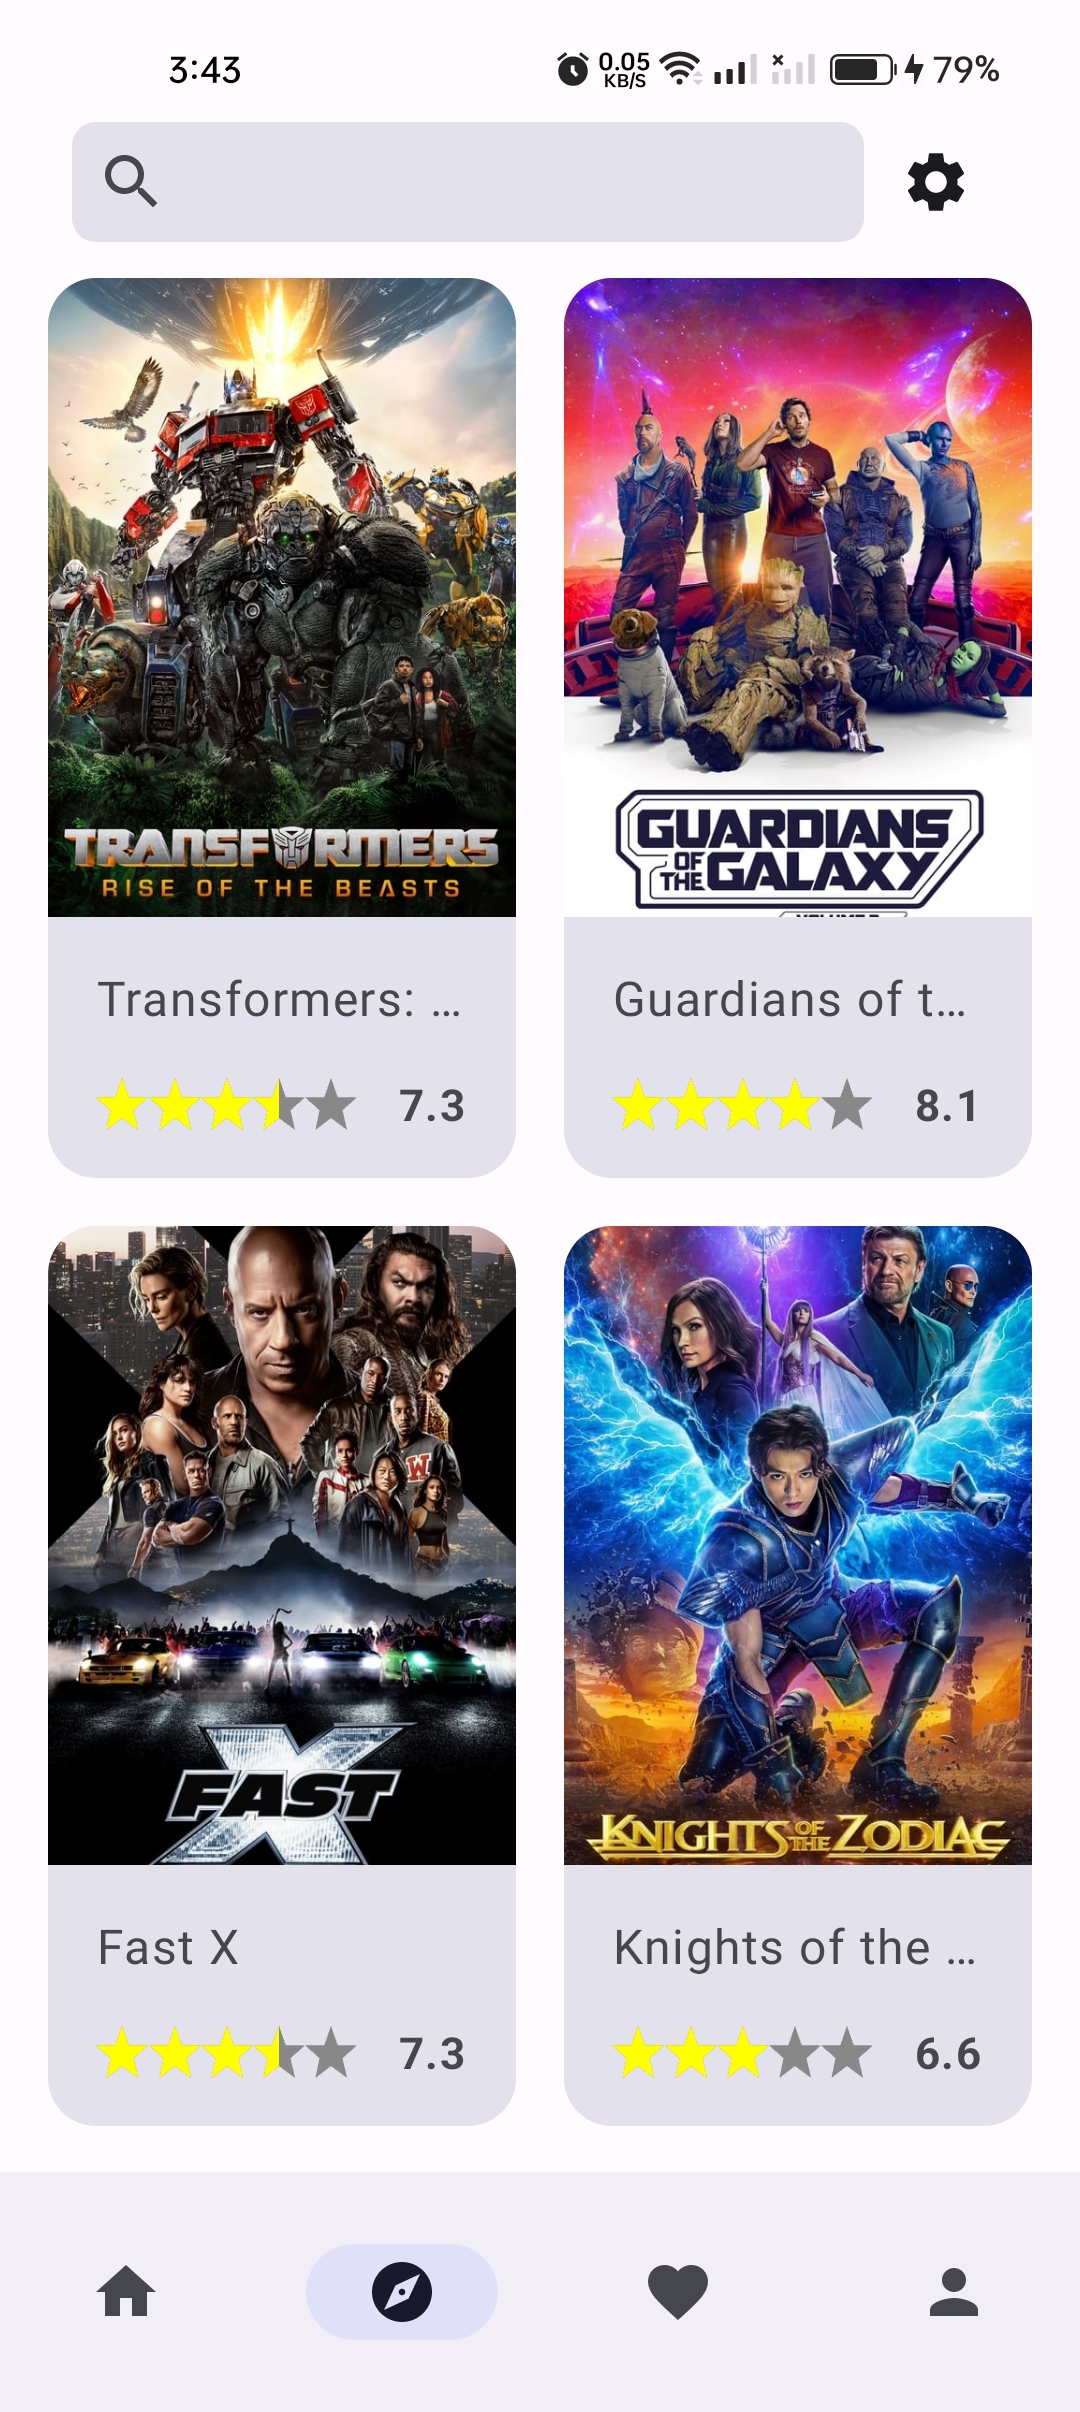 3:43
0.05
KB/S
79%
TRANSFORMERS
RISE OF THE BEASTS
GUARDIANS
OF THE GALAXY
Transformers: ...
7.3
Guardians of t...
8.1
W
FAST X
KNIGHTS OF THE ZODIAC
Fast X
7.3
Knights of the ...
6.6